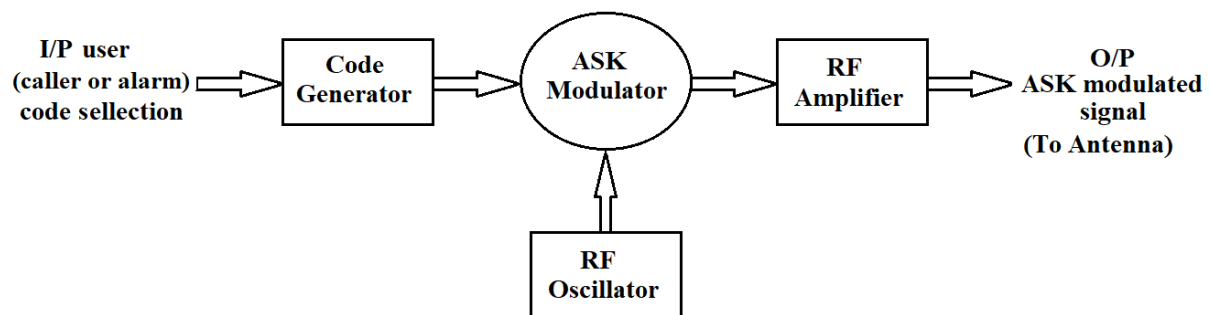 I/P user
(caller or alarm)
code sellection
Code
Generator
ASK
Modulator
RF
Amplifier
O/P
ASK modulated
signal
(To Antenna)
RF
Oscillator